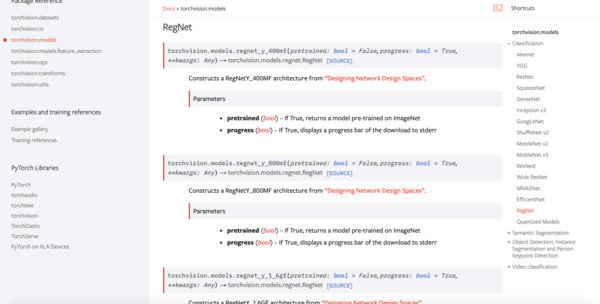 Package Reference
torchvision.datasets
torchvision.io
torchvision.models
torchvision.models.feature_extraction
torchvision.ops
torchvision.transforms
torchvision.utils
Examples and training references
Example gallery
Training references
PyTorch Libraries
PyTorch
torchaudio
torchtext
torchvision
TorchElastic
TorchServe
PyTorch on XLA Devices
Docs > torchvision.models
RegNet
torchvision.models.regnet_y_400mf(pretrained: bool = False, progress: bool = True,
**kwargs: Any) → torchvision.models.regnet.RegNet [SOURCE]
Constructs a RegNetY_400MF architecture from “Designing Network Design Spaces”.
Parameters
• pretrained (bool) – If True, returns a model pre-trained on ImageNet
• progress (bool) – If True, displays a progress bar of the download to stderr
torchvision.models.regnet_y_800mf(pretrained: bool = False, progress: bool = True,
**kwargs: Any) → torchvision.models.regnet.RegNet [SOURCE]
Constructs a RegNetY_800MF architecture from “Designing Network Design Spaces”.
Parameters
• pretrained (bool) – If True, returns a model pre-trained on ImageNet
• progress (bool) – If True, displays a progress bar of the download to stderr
torchvision.models.regnet_y_1_6gf(pretrained: bool = False, progress: bool = True,
**kwargs: Any) → torchvision.models.regnet.RegNet [SOURCE]
Constructs a RegNetY_1.6GF architecture from “Designing Network Design Spaces”.
Shortcuts
torchvision.models
− Classification
Alexnet
VGG
ResNet
SqueezeNet
DenseNet
Inception v3
GoogLeNet
ShuffleNet v2
MobileNet v2
MobileNet v3
ResNext
Wide ResNet
MNASNet
EfficientNet
RegNet
Quantized Models
+ Semantic Segmentation
+ Object Detection, Instance
Segmentation and Person
Keypoint Detection
+ Video classification